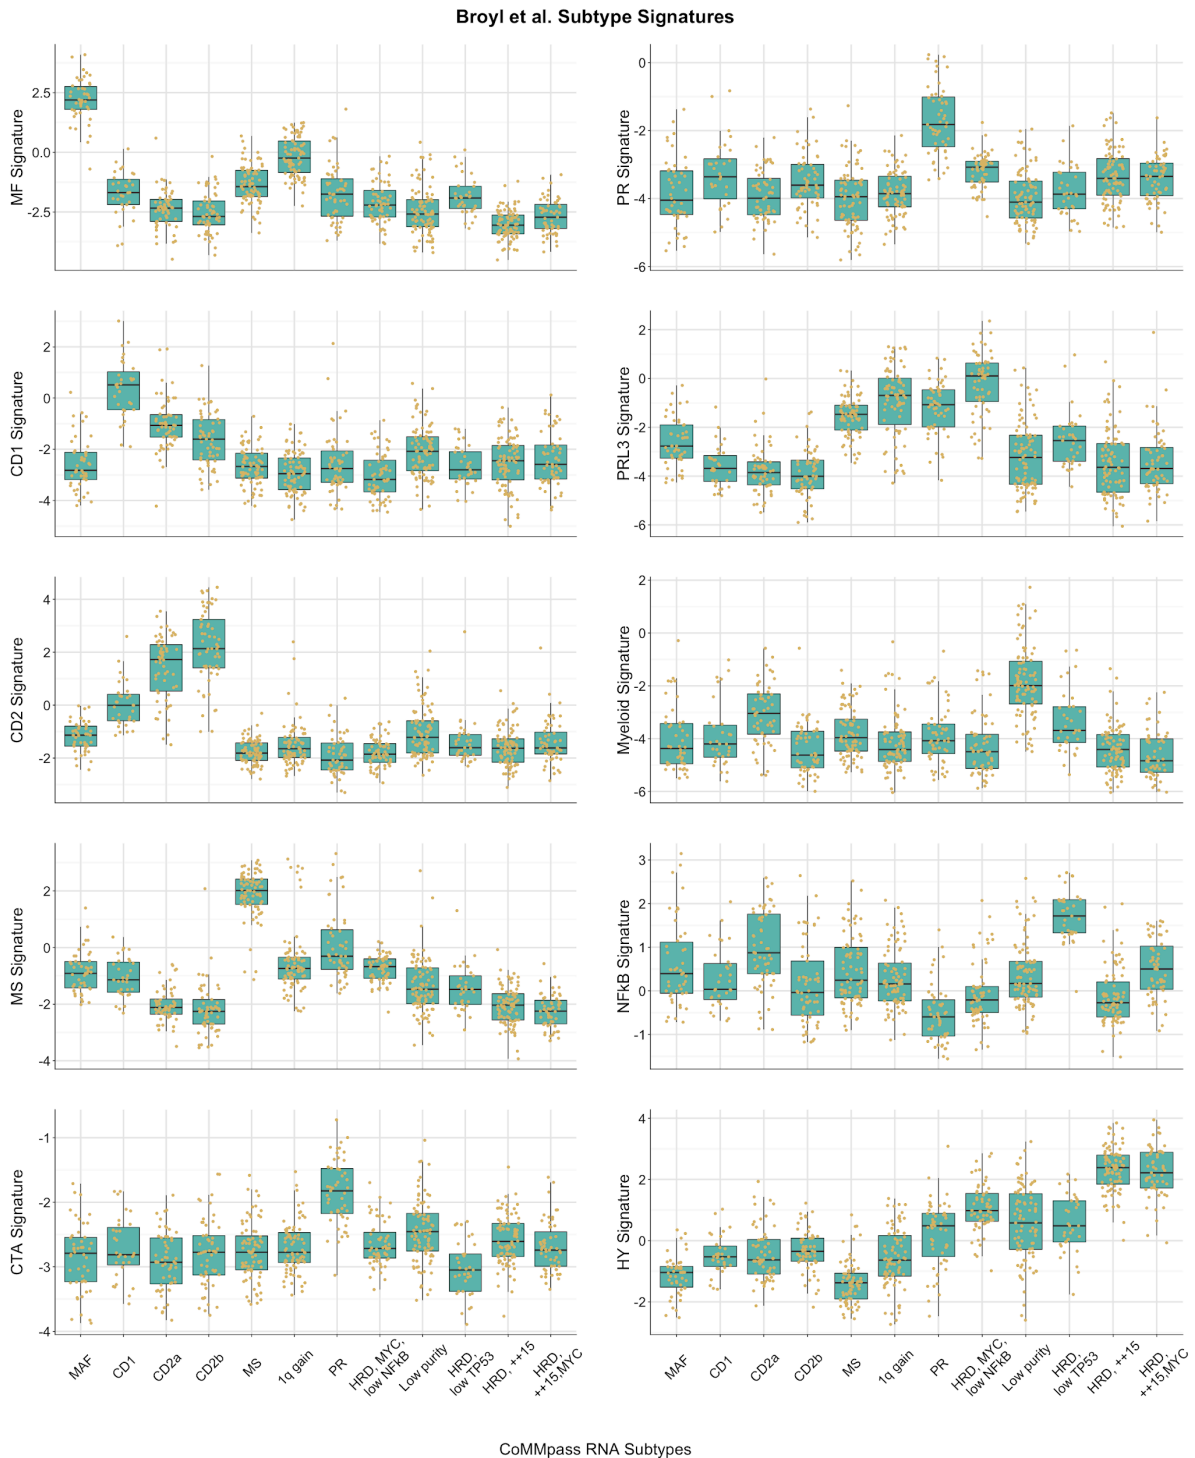 Broyl et al. Subtype Signatures
MF Signature
2.5
0.0
-2.5
PR Signature
0
-2
-4
-6
CD1 Signature
2
0
-2
-4
PRL3 Signature
2
0
-2
-4
-6
CD2 Signature
4
2
0
-2
Myeloid Signature
2
0
-2
-4
-6
MS Signature
2
0
-2
-4
NFkB Signature
3
2
1
0
-1
CTA Signature
-1
-2
-3
-4
HY Signature
4
2
0
-2
MAF
CD1
CD2a
CD2b
MS
1q gain
PR
HRD, MYC,
low NFkB
Low purity
HRD,
low TP53
HRD, ++15
HRD,
++15,MYC
MAF
CD1
CD2a
CD2b
MS
1q gain
PR
HRD, MYC,
low NFkB
Low purity
HRD,
low TP53
HRD, ++15
HRD,
++15,MYC
CoMMpass RNA Subtypes